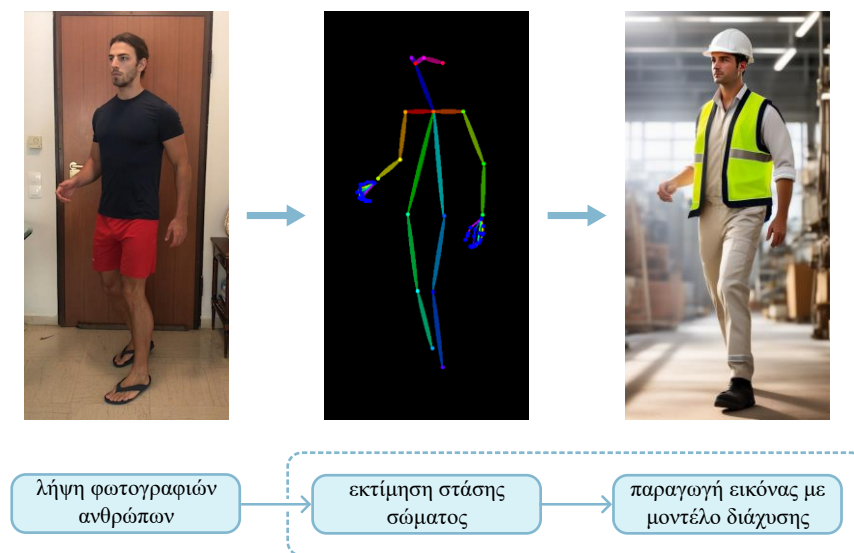 λήψη φωτογραφιών
ανθρώπων
εκτίμηση στάσης
σώματος
παραγωγή εικόνας με
μοντέλο διάχυσης